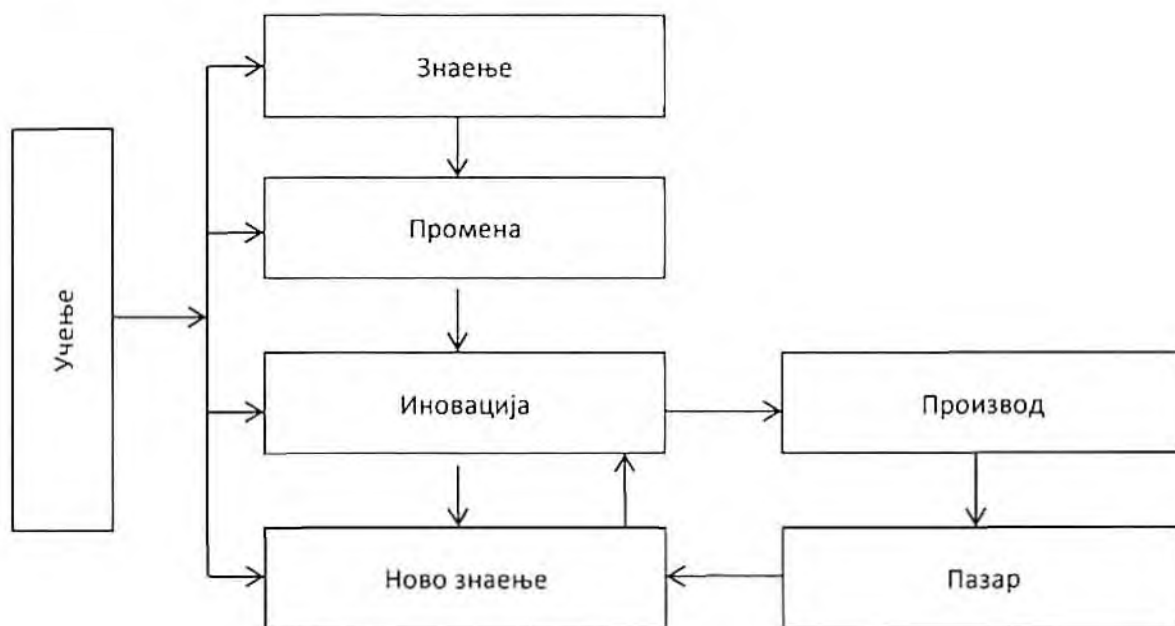 Знаење
Промена
Учење
Иновација
Производ
Ново знаење
Пазар